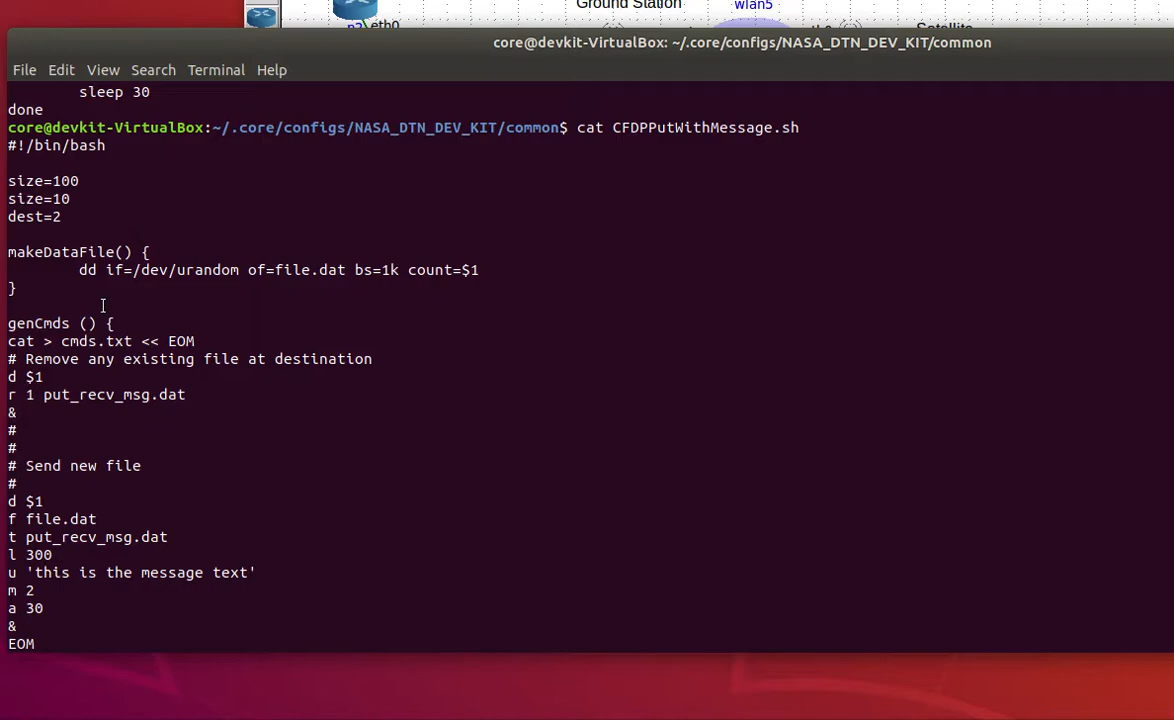 Ground Station
wlan5
eth0
Satellite
core@devkit-VirtualBox: ~/.core/configs/NASA_DTN_DEV_KIT/common
File Edit View Search Terminal Help
sleep 30
done
core@devkit-VirtualBox:~/.core/configs/NASA_DTN_DEV_KIT/common$ cat CFDPPutWithMessage.sh
#!/bin/bash
size=100
size=10
dest=2
makeDataFile() {
dd if=/dev/urandom of=file.dat bs=1k count=$1
}
genCmds () {
cat > cmds.txt << EOM
# Remove any existing file at destination
d $1
r 1 put_recv_msg.dat
&
#
#
# Send new file
#
d $1
f file.dat
t put_recv_msg.dat
l 300
u 'this is the message text'
m 2
a 30
&
EOM